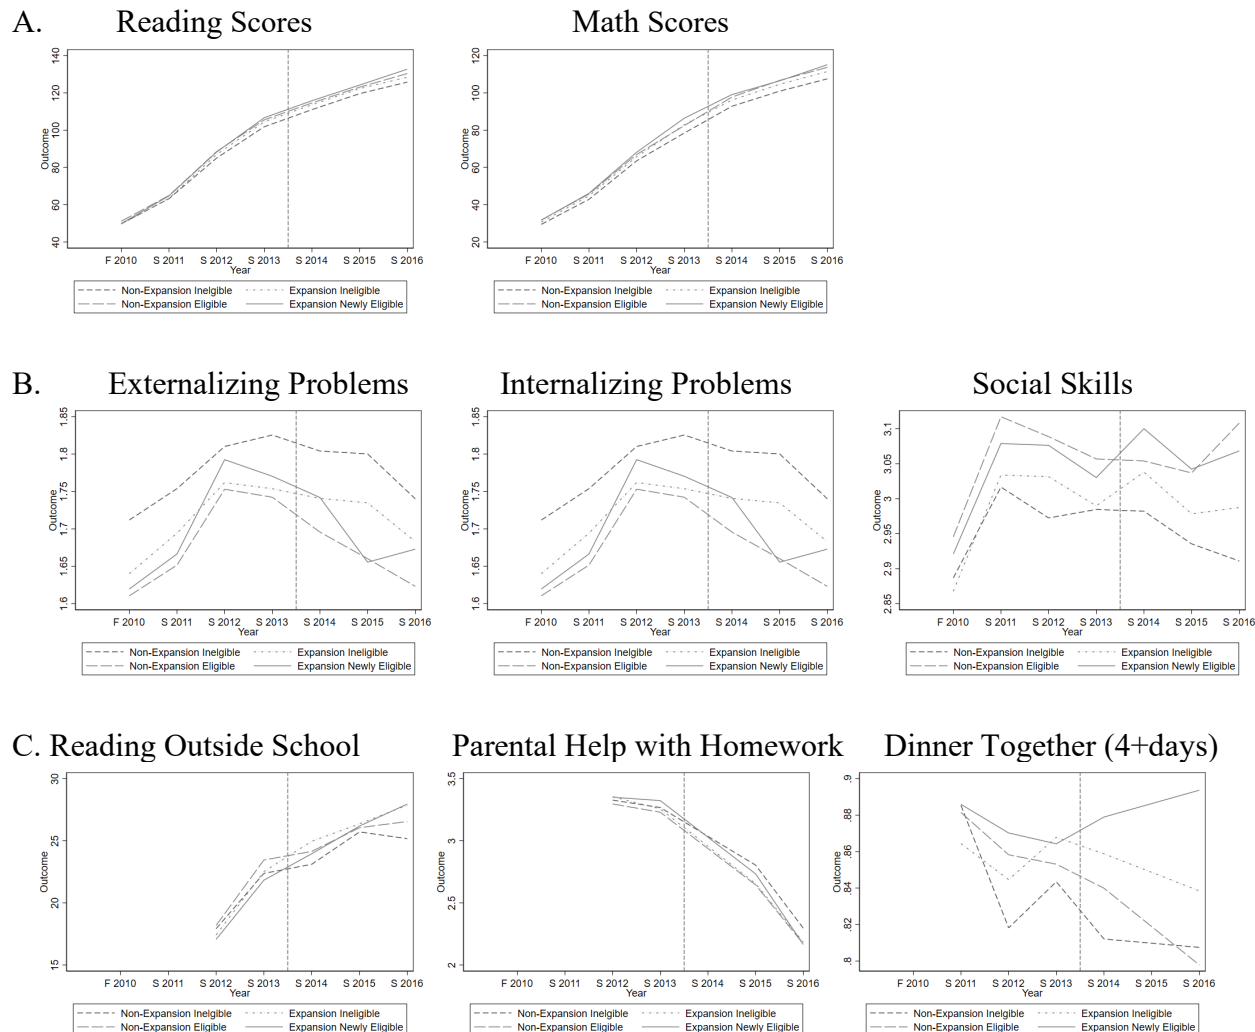 A. Reading Scores Math Scores
Outcome
140
120
100
80
60
40
F 2010 S 2011 S 2012 S 2013 S 2014 S 2015 S 2016
Year
Non-Expansion Ineligible Expansion Ineligible
Non-Expansion Eligible Expansion Newly Eligible
Outcome
120
100
80
60
40
20
F 2010 S 2011 S 2012 S 2013 S 2014 S 2015 S 2016
Year
Non-Expansion Ineligible Expansion Ineligible
Non-Expansion Eligible Expansion Newly Eligible
B. Externalizing Problems Internalizing Problems Social Skills
Outcome
1.85
1.8
1.75
1.7
1.65
1.6
F 2010 S 2011 S 2012 S 2013 S 2014 S 2015 S 2016
Year
Non-Expansion Ineligible Expansion Ineligible
Non-Expansion Eligible Expansion Newly Eligible
Outcome
1.85
1.8
1.75
1.7
1.65
1.6
F 2010 S 2011 S 2012 S 2013 S 2014 S 2015 S 2016
Year
Non-Expansion Ineligible Expansion Ineligible
Non-Expansion Eligible Expansion Newly Eligible
Outcome
3.1
3.05
3
2.95
2.9
2.85
F 2010 S 2011 S 2012 S 2013 S 2014 S 2015 S 2016
Year
Non-Expansion Ineligible Expansion Ineligible
Non-Expansion Eligible Expansion Newly Eligible
C. Reading Outside School Parental Help with Homework Dinner Together (4+days)
Outcome
30
25
20
15
F 2010 S 2011 S 2012 S 2013 S 2014 S 2015 S 2016
Year
Non-Expansion Ineligible Expansion Ineligible
Non-Expansion Eligible Expansion Newly Eligible
Outcome
3.5
3
2.5
2
F 2010 S 2011 S 2012 S 2013 S 2014 S 2015 S 2016
Year
Non-Expansion Ineligible Expansion Ineligible
Non-Expansion Eligible Expansion Newly Eligible
Outcome
.9
.88
.86
.84
.82
.8
F 2010 S 2011 S 2012 S 2013 S 2014 S 2015 S 2016
Year
Non-Expansion Ineligible Expansion Ineligible
Non-Expansion Eligible Expansion Newly Eligible